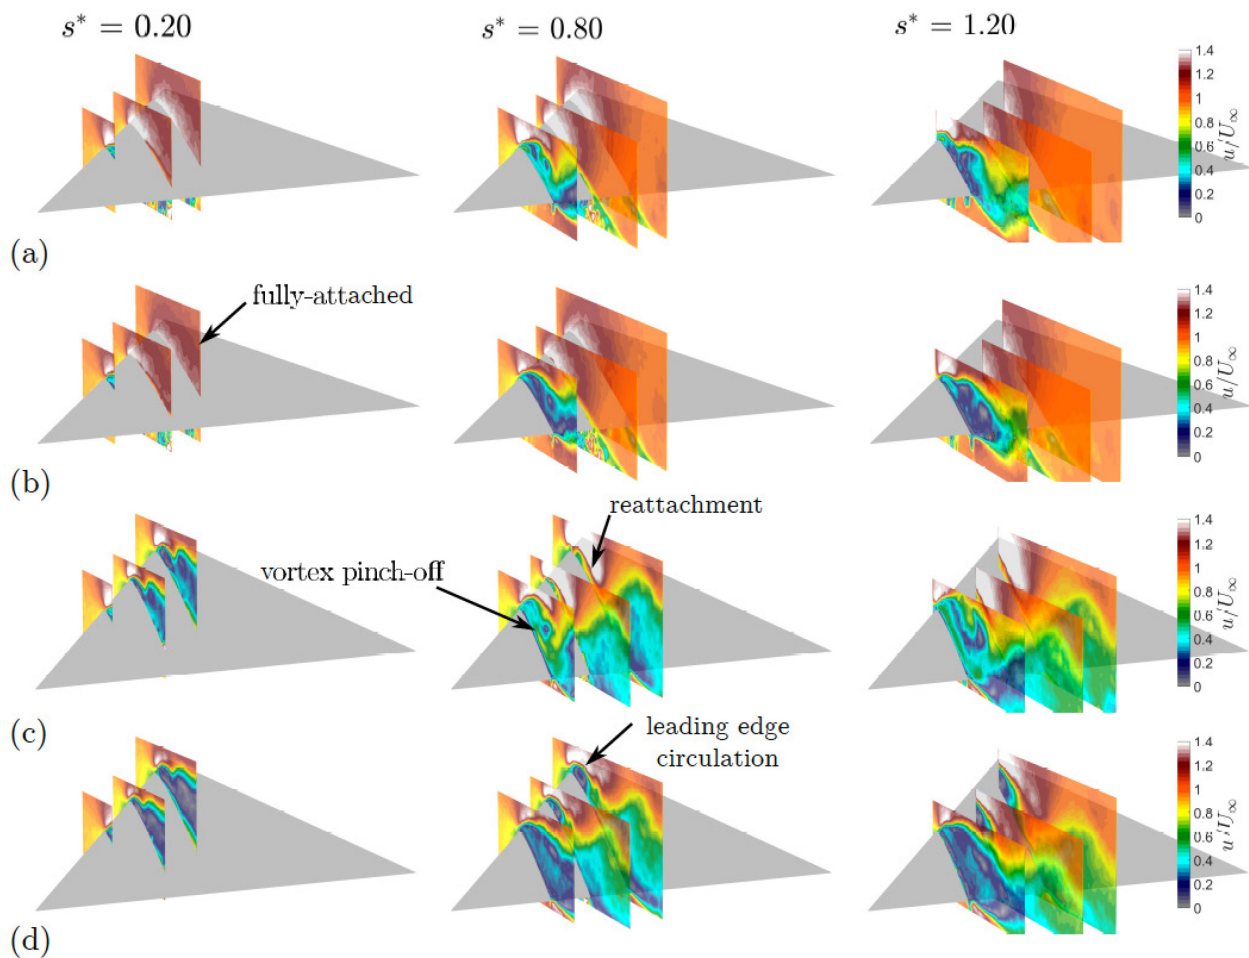 s* = 0.20
s* = 0.80
s* = 1.20
1.4
1.2
1
0.8
0.6
0.4
0.2
0
u/U∞
(a)
fully-attached
1.4
1.2
1
0.8
0.6
0.4
0.2
0
u/U∞
(b)
reattachment
vortex pinch-off
1.4
1.2
1
0.8
0.6
0.4
0.2
0
u/U∞
(c)
leading edge
circulation
1.4
1.2
1
0.8
0.6
0.4
0.2
0
u/U∞
(d)